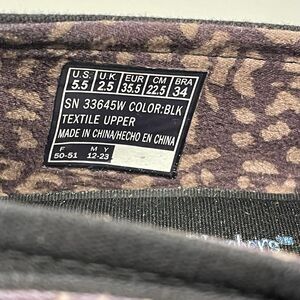 U.S. UK EUR CM BRA
5.5 2.5 35.5 22.5 34
SN 33645W COLOR:BLK
TEXTILE UPPER
MADE IN CHINA/HECHO EN CHINA
F M Y
50-51 12-23